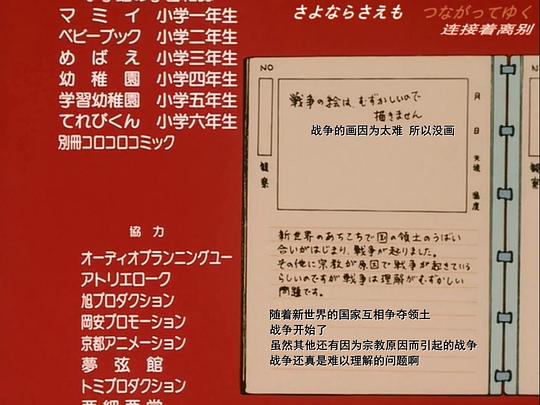 マミイ 小学一年生
ベビーブック 小学二年生
めばえ 小学三年生
幼稚園 小学四年生
学習幼稚園 小学五年生
てれびくん 小学六年生
別冊コロコロコミック
協力
オーディオプランニングユー
アトリエローク
旭プロダクション
岡安プロモーション
京都アニメーション
夢弦館
トミプロダクション
亜細亜堂
さよならさえも つながってゆく
连接着离别
NO
戦争の絵は、むずかしいので
描きません
战争的画因为太难 所以没画
月
日
天候
温度
観察
新世界のあちこちで国の領土のうばい
合いがはじまり、戦争が起りました。
その他に宗教が原因で戦争が起きている
らしいのですが戦争は理解がむずかしい
問題です。
随着新世界的国家互相争夺领土
战争开始了
虽然其他还有因为宗教原因而引起的战争
战争还真是难以理解的问题啊
NO